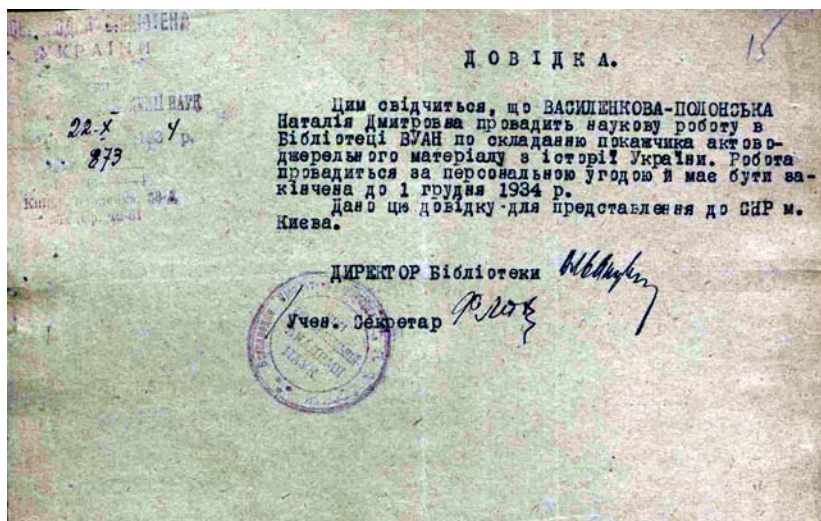 15
УКРАЇНИ
НАУК
22-X 1934 р.
873
ДОВІДКА.
Цим свідчиться, що ВАСИЛЕНКОВА-ПОЛОНСЬКА
Наталія Дмитровна провадить наукову роботу в
Бібліотеці ВУАН по складанню покажчика актово-
джерельного матеріалу з історії України. Робота
провадиться за персональною угодою й має бути за-
кінчена до 1 грудня 1934 р.
Дано цю довідку для представлення до СНР м.
Києва.
ДИРЕКТОР Бібліотеки
Учен. Секретар